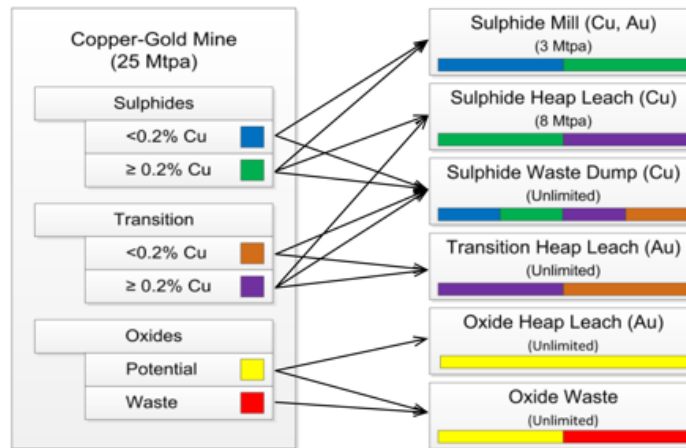 Copper-Gold Mine
(25 Mtpa)
Sulphides
<0.2% Cu
≥ 0.2% Cu
Transition
<0.2% Cu
≥ 0.2% Cu
Oxides
Potential
Waste
Sulphide Mill (Cu, Au)
(3 Mtpa)
Sulphide Heap Leach (Cu)
(8 Mtpa)
Sulphide Waste Dump (Cu)
(Unlimited)
Transition Heap Leach (Au)
(Unlimited)
Oxide Heap Leach (Au)
(Unlimited)
Oxide Waste
(Unlimited)